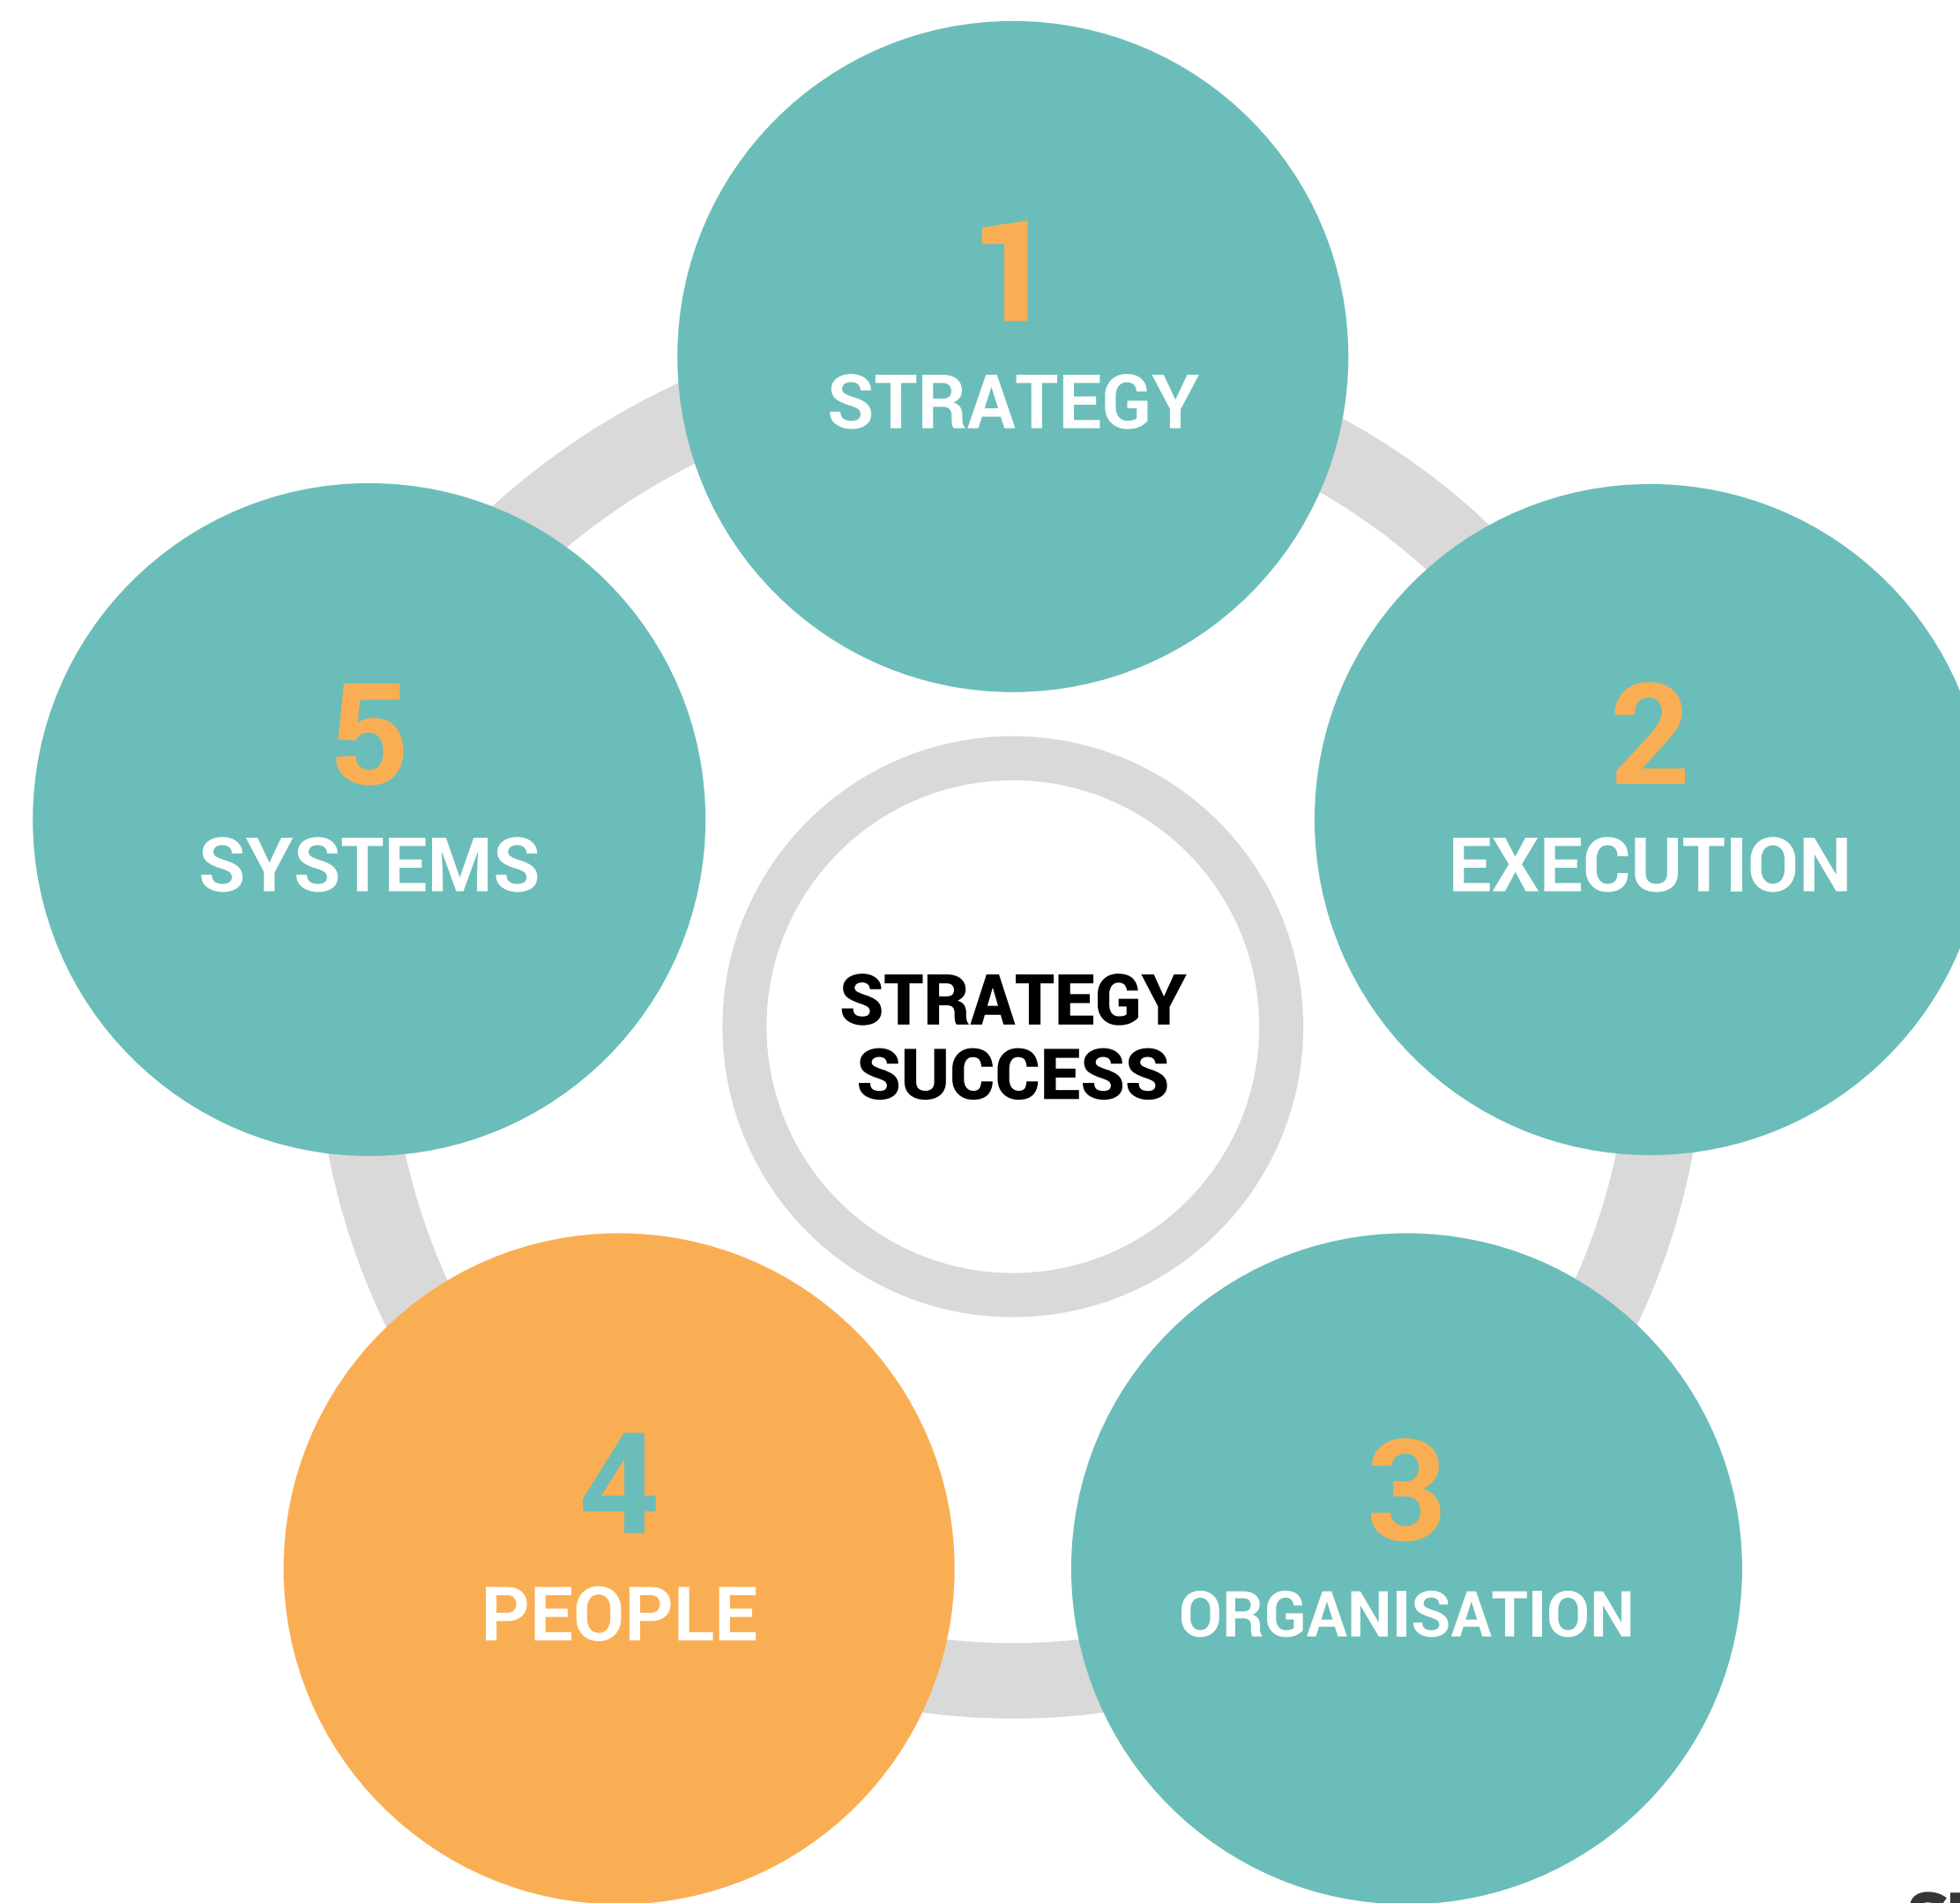 1
STRATEGY
2
EXECUTION
3
ORGANISATION
4
PEOPLE
5
SYSTEMS
STRATEGY
SUCCESS